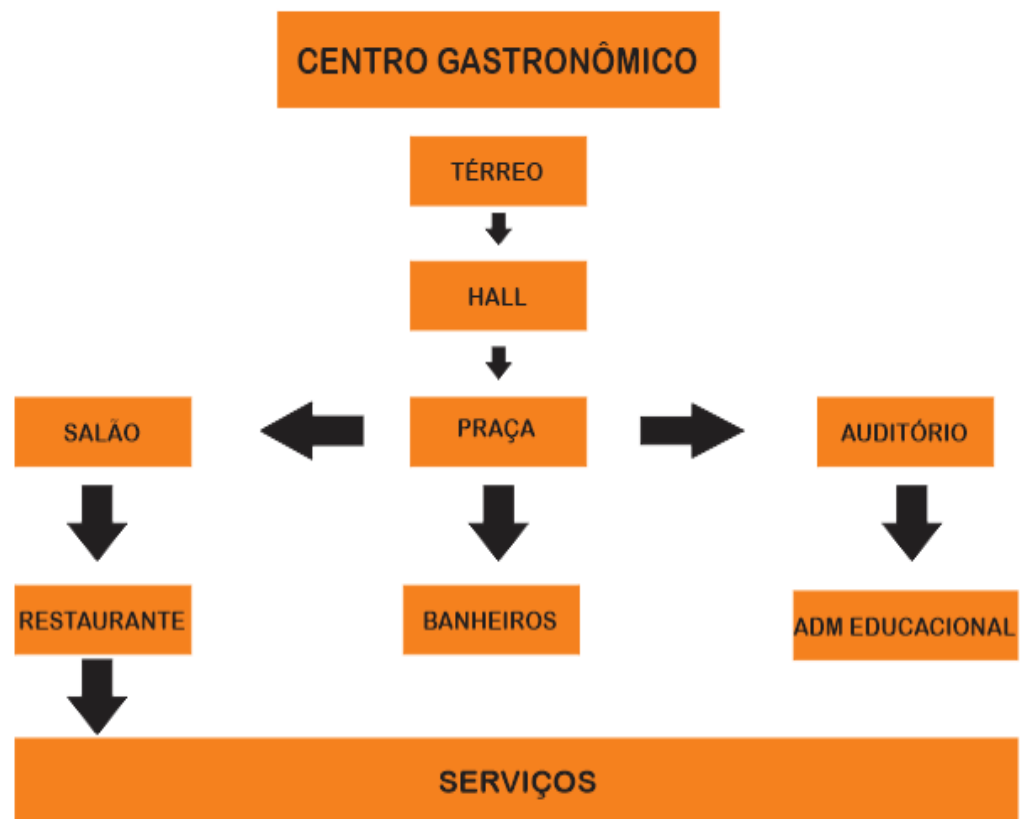 CENTRO GASTRONÔMICO
TÉRREO
HALL
SALÃO
PRAÇA
AUDITÓRIO
RESTAURANTE
BANHEIROS
ADM EDUCACIONAL
SERVIÇOS